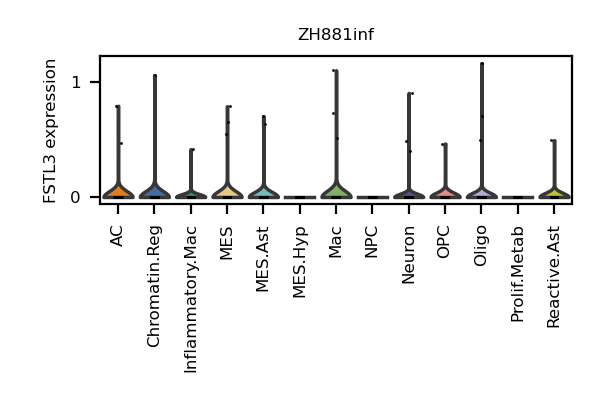 ZH881inf
FSTL3 expression
1
0
AC
Chromatin.Reg
Inflammatory.Mac
MES
MES.Ast
MES.Hyp
Mac
NPC
Neuron
OPC
Oligo
Prolif.Metab
Reactive.Ast